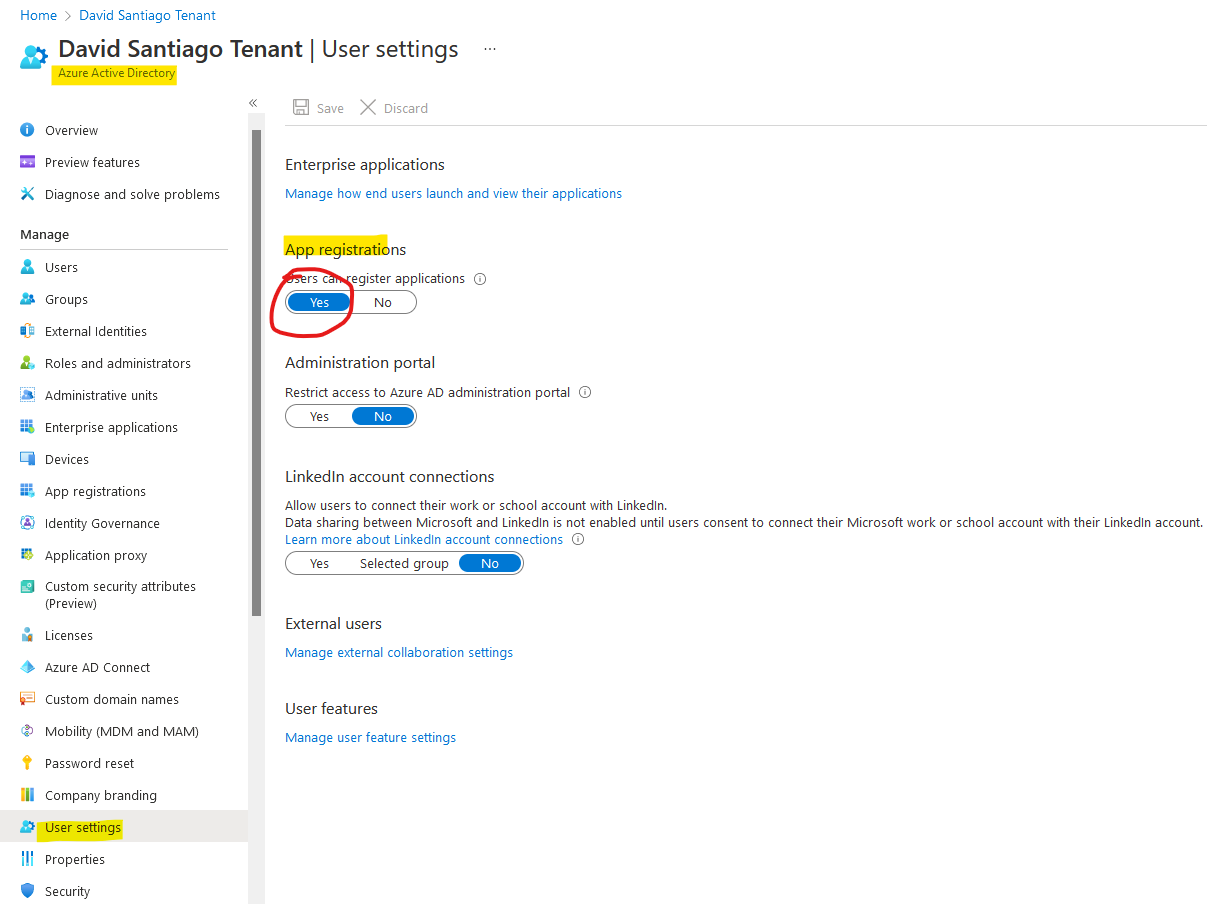 Home > David Santiago Tenant
David Santiago Tenant | User settings ...
Azure Active Directory
«
Save Discard
Overview
Preview features
Diagnose and solve problems
Manage
Users
Groups
External Identities
Roles and administrators
Administrative units
Enterprise applications
Devices
App registrations
Identity Governance
Application proxy
Custom security attributes
(Preview)
Licenses
Azure AD Connect
Custom domain names
Mobility (MDM and MAM)
Password reset
Company branding
User settings
Properties
Security
Enterprise applications
Manage how end users launch and view their applications
App registrations
Users can register applications
Yes No
Administration portal
Restrict access to Azure AD administration portal
Yes No
LinkedIn account connections
Allow users to connect their work or school account with LinkedIn.
Data sharing between Microsoft and LinkedIn is not enabled until users consent to connect their Microsoft work or school account with their LinkedIn account.
Learn more about LinkedIn account connections
Yes Selected group No
External users
Manage external collaboration settings
User features
Manage user feature settings